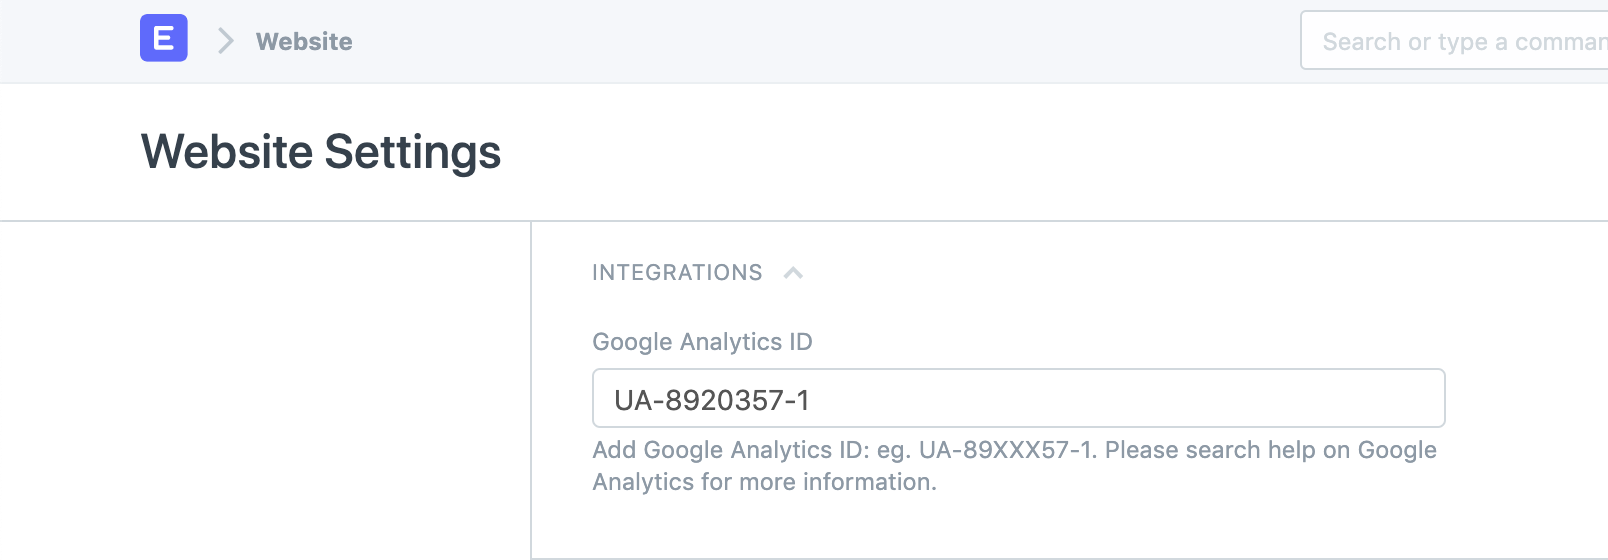 E
Website
Search or type a comman
Website Settings
INTEGRATIONS
Google Analytics ID
UA-8920357-1
Add Google Analytics ID: eg. UA-89XXX57-1. Please search help on Google
Analytics for more information.